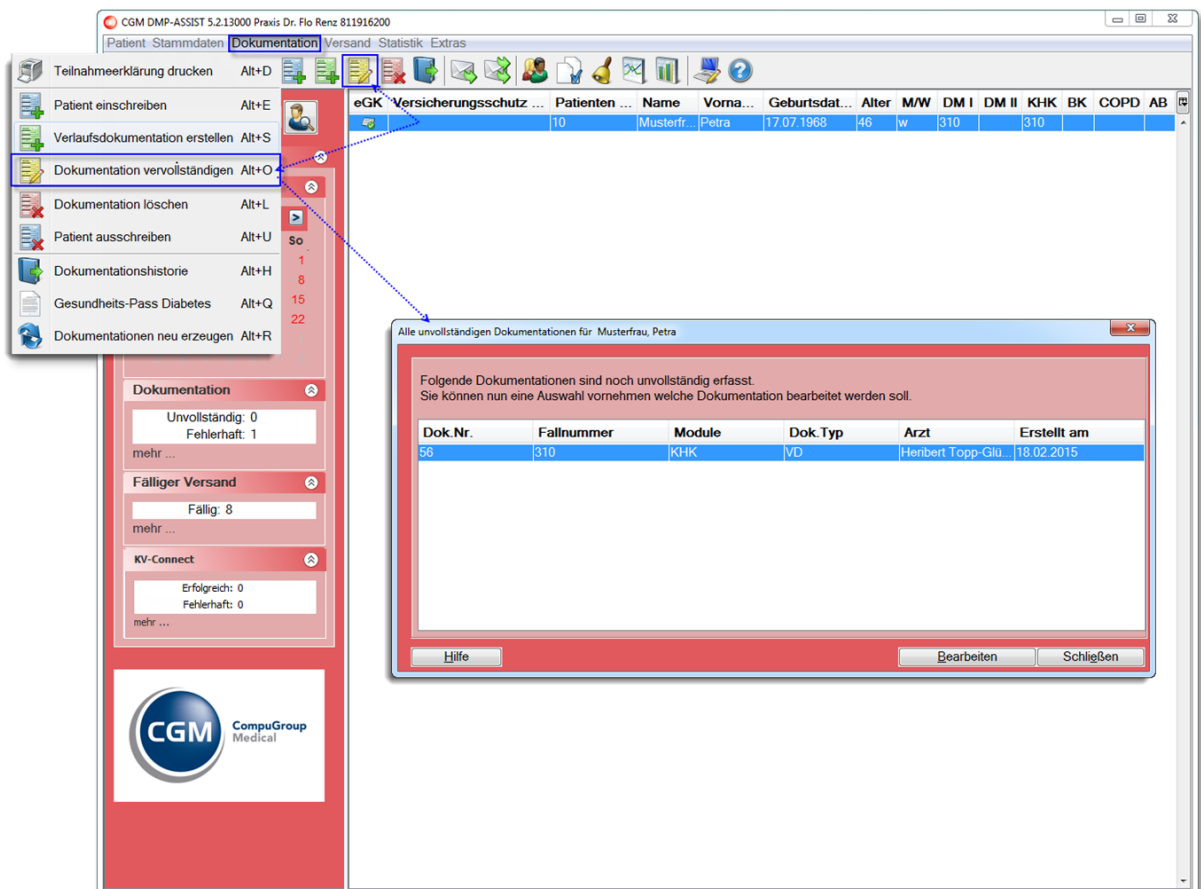 CGM DMP-ASSIST 5.2.13000 Praxis Dr. Flo Renz 811916200
Patient Stammdaten Dokumentation Versand Statistik Extras
Teilnahmeerklärung drucken Alt+D
Patient einschreiben Alt+E
Verlaufsdokumentation erstellen Alt+S
Dokumentation vervollständigen Alt+O
Dokumentation löschen Alt+L
Patient ausschreiben Alt+U
Dokumentationshistorie Alt+H
Gesundheits-Pass Diabetes Alt+Q
Dokumentationen neu erzeugen Alt+R
So
1
8
15
22
eGK Versicherungsschutz ... Patienten ... Name Vorna... Geburtsdat... Alter M/W DM I DM II KHK BK COPD AB
10 Musterfr... Petra 17.07.1968 46 w 310 310
Dokumentation
Unvollständig: 0
Fehlerhaft: 1
mehr ...
Fälliger Versand
Fällig: 8
mehr ...
KV-Connect
Erfolgreich: 0
Fehlerhaft: 0
mehr ...
CGM CompuGroup
Medical
Alle unvollständigen Dokumentationen für Musterfrau, Petra
Folgende Dokumentationen sind noch unvollständig erfasst.
Sie können nun eine Auswahl vornehmen welche Dokumentation bearbeitet werden soll.
Dok.Nr. Fallnummer Module Dok.Typ Arzt Erstellt am
56 310 KHK VD Heribert Topp-Glü... 18.02.2015
Hilfe Bearbeiten Schließen